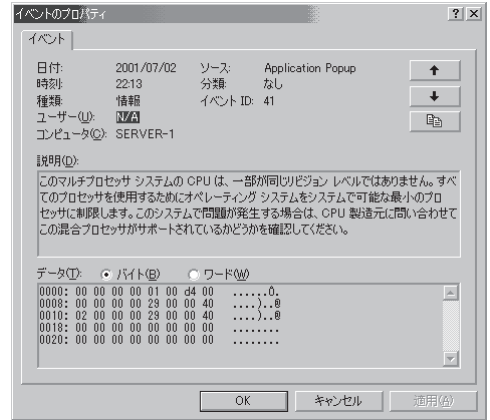 イベントのプロパティ
イベント
日付: 2001/07/02 ソース: Application Popup
時刻: 22:13 分類: なし
種類: 情報 イベント ID: 41
ユーザー(U): N/A
コンピュータ(C): SERVER-1
説明(D):
このマルチプロセッサ システムの CPU は、一部が同じリビジョン レベルではありません。すべ
てのプロセッサを使用するためにオペレーティング システムをシステムで可能な最小のプロ
セッサに制限します。このシステムで問題が発生する場合は、CPU 製造元に問い合わせて
この混合プロセッサがサポートされているかどうかを確認してください。
データ(T): バイト(B) ワード(W)
0000: 00 00 00 00 01 00 d4 00 ......Ô.
0008: 00 00 00 00 29 00 00 40 ....)..@
0010: 02 00 00 00 29 00 00 40 ....)..@
0018: 00 00 00 00 00 00 00 00 ........
0020: 00 00 00 00 00 00 00 00 ........
OK キャンセル 適用(A)